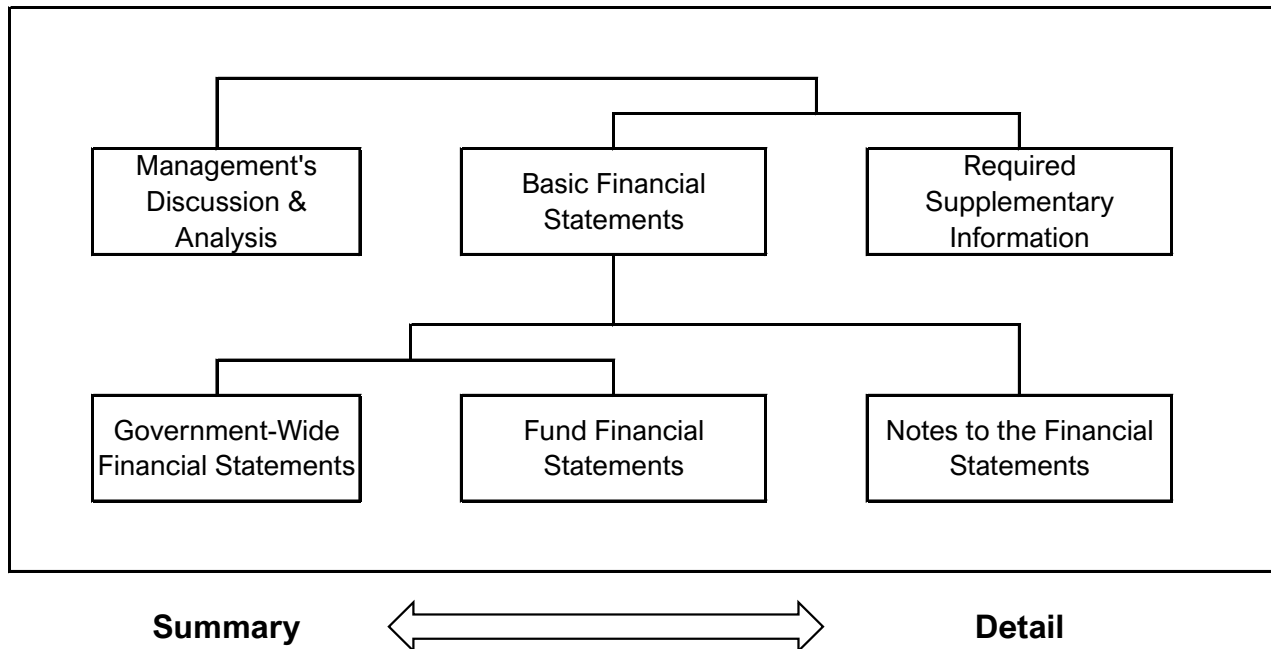 Management's
Discussion &
Analysis
Basic Financial
Statements
Required
Supplementary
Information
Government-Wide
Financial Statements
Fund Financial
Statements
Notes to the Financial
Statements
Summary
Detail